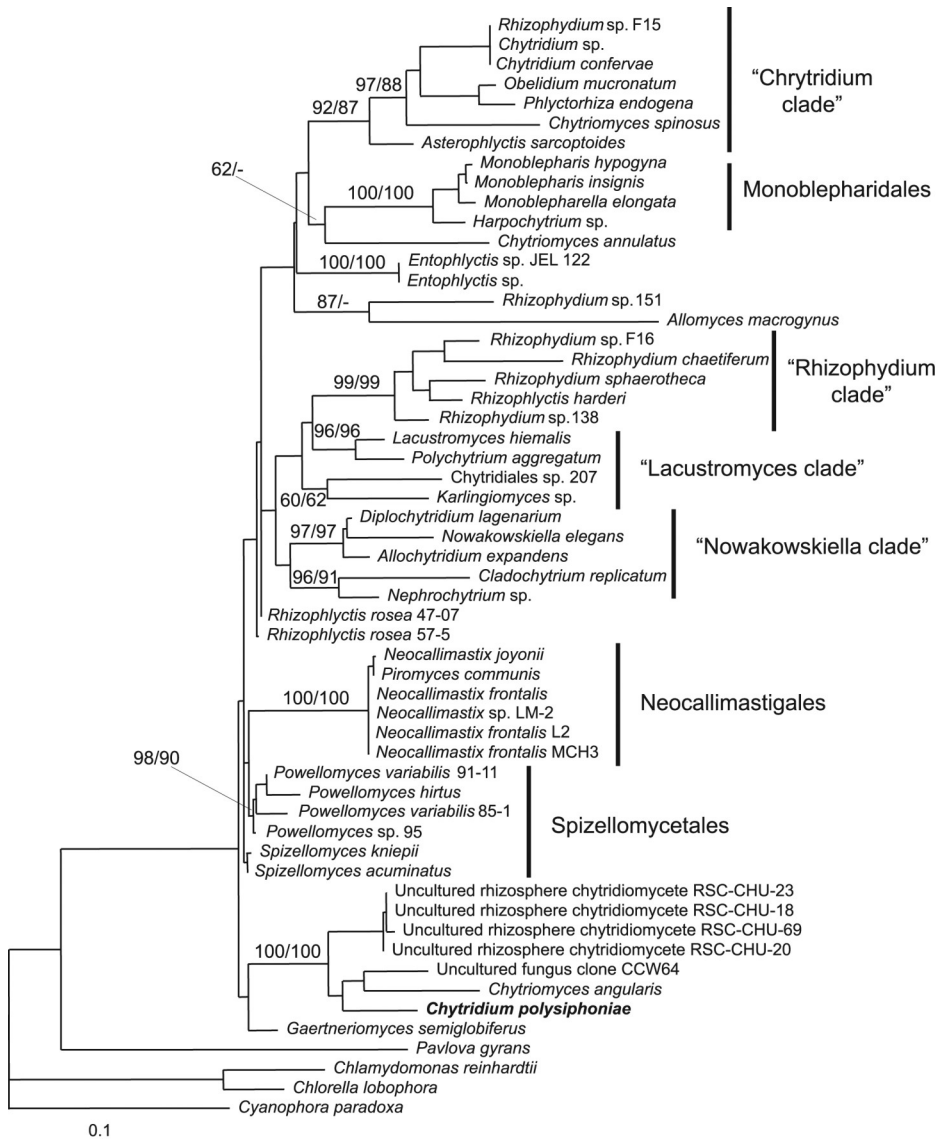 Rhizophydium sp. F15
Chytridium sp.
Chytridium confervae
97/88
Obelidium mucronatum
"Chrytridium
clade"
92/87
Phlyctorhiza endogena
Chytriomyces spinosus
Asterophlyctis sarcoptoides
62/-
Monoblepharis hypogyna
100/100
Monoblepharis insignis
Monoblepharidales
Monoblepharella elongata
Harpochytrium sp.
Chytriomyces annulatus
100/100
Entophlyctis sp. JEL 122
Entophlyctis sp.
87/-
Rhizophydium sp. 151
Allomyces macrogynus
Rhizophydium sp. F16
Rhizophydium chaetiferum
"Rhizophydium
clade"
99/99
Rhizophydium sphaerotheca
Rhizophlyctis harderi
Rhizophydium sp. 138
96/96
Lacustromyces hiemalis
Polychytrium aggregatum
"Lacustromyces clade"
Chytridiales sp. 207
60/62
Karlingiomyces sp.
Diplochytridium lagenarium
97/97
Nowakowskiella elegans
"Nowakowskiella clade"
Allochytridium expandens
96/91
Cladochytrium replicatum
Nephrochytrium sp.
Rhizophlyctis rosea 47-07
Rhizophlyctis rosea 57-5
Neocallimastix joyonii
Piromyces communis
100/100
Neocallimastix frontalis
Neocallimastigales
Neocallimastix sp. LM-2
Neocallimastix frontalis L2
Neocallimastix frontalis MCH3
98/90
Powellomyces variabilis 91-11
Powellomyces hirtus
Powellomyces variabilis 85-1
Spizellomycetales
Powellomyces sp. 95
Spizellomyces kniepii
Spizellomyces acuminatus
Uncultured rhizosphere chytridiomycete RSC-CHU-23
Uncultured rhizosphere chytridiomycete RSC-CHU-18
Uncultured rhizosphere chytridiomycete RSC-CHU-69
Uncultured rhizosphere chytridiomycete RSC-CHU-20
100/100
Uncultured fungus clone CCW64
Chytriomyces angularis
Chytridium polysiphoniae
Gaertneriomyces semiglobiferus
Pavlova gyrans
Chlamydomonas reinhardtii
Chlorella lobophora
Cyanophora paradoxa
0.1